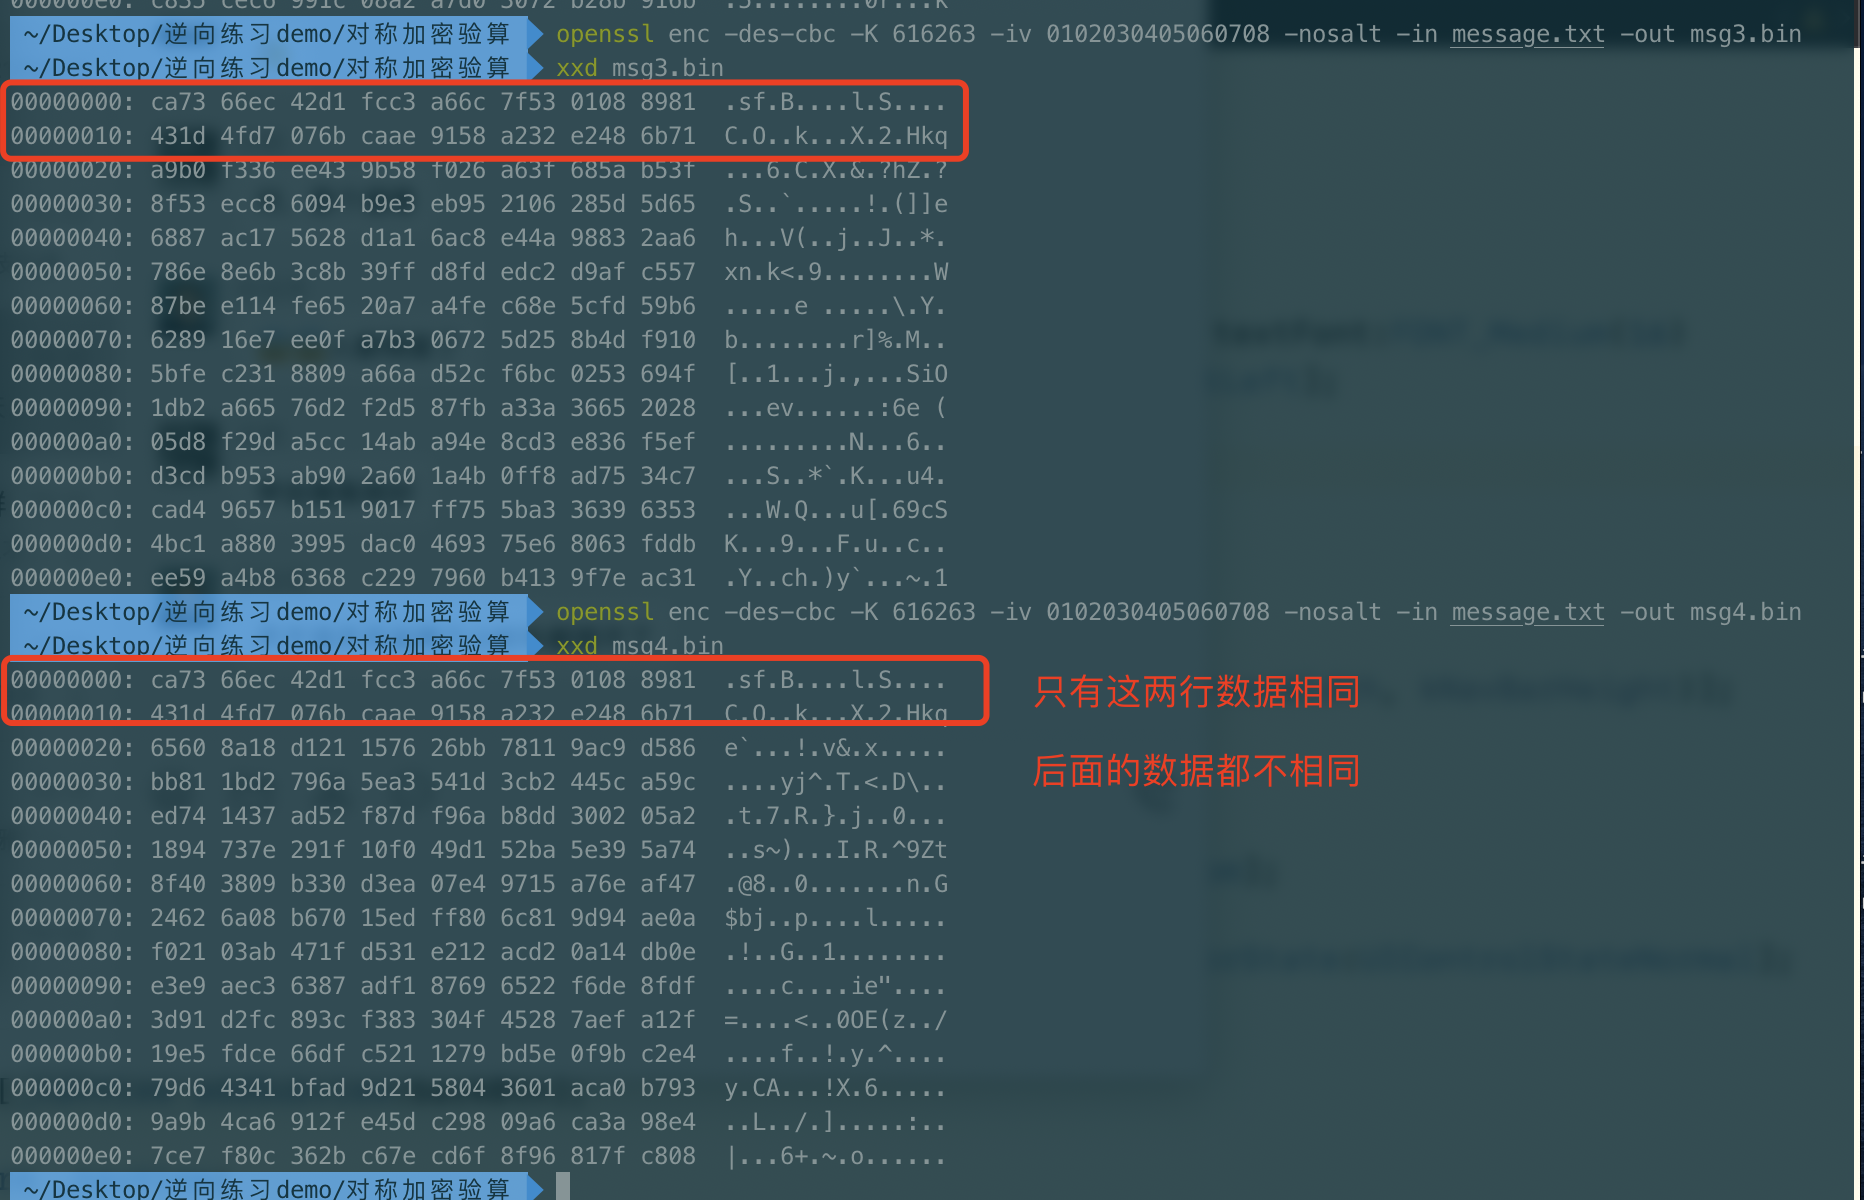 00000e0: c835 cec6 991c 08a2 a7d0 3072 b28b 916b .5........0r...k
~/Desktop/逆向练习demo/对称加密验算 openssl enc -des-cbc -K 616263 -iv 0102030405060708 -nosalt -in message.txt -out msg3.bin
~/Desktop/逆向练习demo/对称加密验算 xxd msg3.bin
00000000: ca73 66ec 42d1 fcc3 a66c 7f53 0108 8981 .sf.B....l.S....
00000010: 431d 4fd7 076b caae 9158 a232 e248 6b71 C.O..k...X.2.Hkq
00000020: a9b0 f336 ee43 9b58 f026 a63f 685a b53f ...6.C.X.&.?hZ.?
00000030: 8f53 ecc8 6094 b9e3 eb95 2106 285d 5d65 .S..`.....!.(]]e
00000040: 6887 ac17 5628 d1a1 6ac8 e44a 9883 2aa6 h...V(..j..J..*.
00000050: 786e 8e6b 3c8b 39ff d8fd edc2 d9af c557 xn.k<.9........W
00000060: 87be e114 fe65 20a7 a4fe c68e 5cfd 59b6 .....e .....\.Y.
00000070: 6289 16e7 ee0f a7b3 0672 5d25 8b4d f910 b........r]%.M..
00000080: 5bfe c231 8809 a66a d52c f6bc 0253 694f [..1...j.,...SiO
00000090: 1db2 a665 76d2 f2d5 87fb a33a 3665 2028 ...ev......:6e (
000000a0: 05d8 f29d a5cc 14ab a94e 8cd3 e836 f5ef .........N...6..
000000b0: d3cd b953 ab90 2a60 1a4b 0ff8 ad75 34c7 ...S..*`.K...u4.
000000c0: cad4 9657 b151 9017 ff75 5ba3 3639 6353 ...W.Q...u[.69cS
000000d0: 4bc1 a880 3995 dac0 4693 75e6 8063 fddb K...9...F.u..c..
000000e0: ee59 a4b8 6368 c229 7960 b413 9f7e ac31 .Y..ch.)y`...~.1
~/Desktop/逆向练习demo/对称加密验算 openssl enc -des-cbc -K 616263 -iv 0102030405060708 -nosalt -in message.txt -out msg4.bin
~/Desktop/逆向练习demo/对称加密验算 xxd msg4.bin
00000000: ca73 66ec 42d1 fcc3 a66c 7f53 0108 8981 .sf.B....l.S....
只有这两行数据相同
00000010: 431d 4fd7 076b caae 9158 a232 e248 6b71 C.O..k...X.2.Hkq
00000020: 6560 8a18 d121 1576 26bb 7811 9ac9 d586 e`...!.v&.x.....
后面的数据都不相同
00000030: bb81 1bd2 796a 5ea3 541d 3cb2 445c a59c ....yj^.T.<.D\..
00000040: ed74 1437 ad52 f87d f96a b8dd 3002 05a2 .t.7.R.}.j..0...
00000050: 1894 737e 291f 10f0 49d1 52ba 5e39 5a74 ..s~)...I.R.^9Zt
00000060: 8f40 3809 b330 d3ea 07e4 9715 a76e af47 .@8..0.......n.G
00000070: 2462 6a08 b670 15ed ff80 6c81 9d94 ae0a $bj..p....l.....
00000080: f021 03ab 471f d531 e212 acd2 0a14 db0e .!..G..1........
00000090: e3e9 aec3 6387 adf1 8769 6522 f6de 8fdf ....c....ie"....
000000a0: 3d91 d2fc 893c f383 304f 4528 7aef a12f =....<..0OE(z../
000000b0: 19e5 fdce 66df c521 1279 bd5e 0f9b c2e4 ....f..!.y.^....
000000c0: 79d6 4341 bfad 9d21 5804 3601 aca0 b793 y.CA...!X.6.....
000000d0: 9a9b 4ca6 912f e45d c298 09a6 ca3a 98e4 ..L../.].....:..
000000e0: 7ce7 f80c 362b c67e cd6f 8f96 817f c808 |...6+.~.o......
~/Desktop/逆向练习demo/对称加密验算